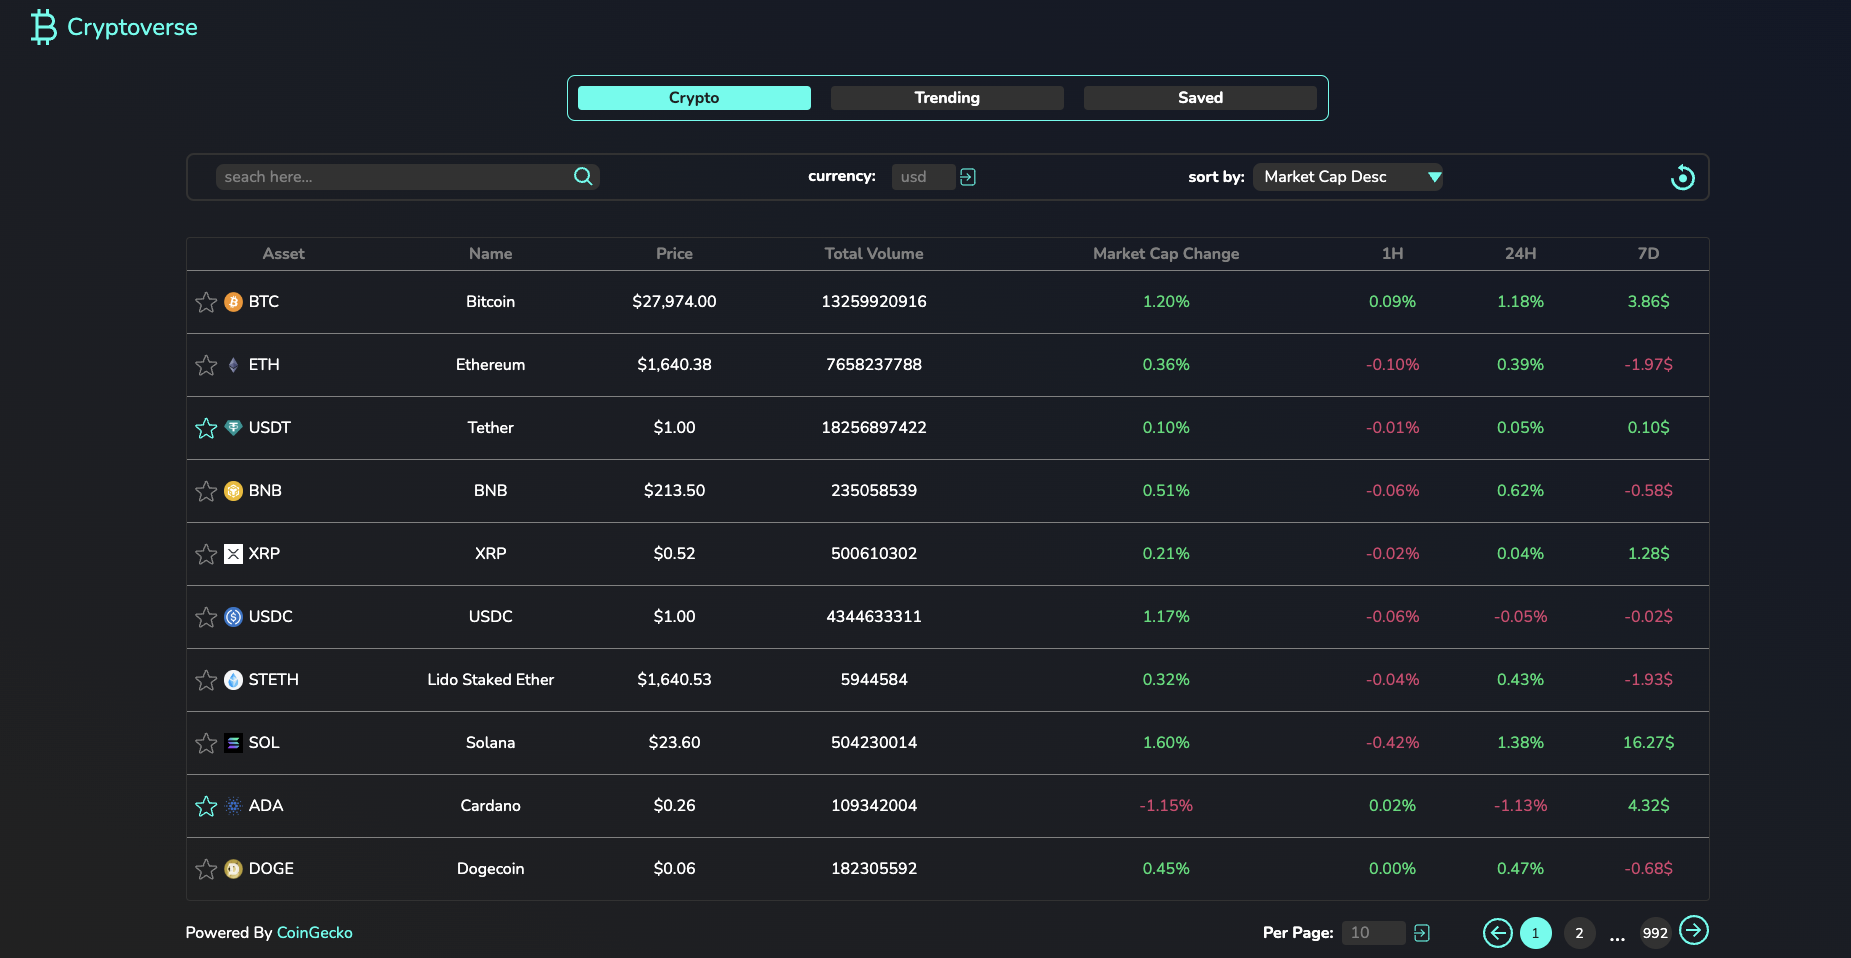 Cryptoverse
Crypto Trending Saved
seach here... currency: usd sort by: Market Cap Desc
Asset Name Price Total Volume Market Cap Change 1H 24H 7D
BTC Bitcoin $27,974.00 13259920916 1.20% 0.09% 1.18% 3.86$
ETH Ethereum $1,640.38 7658237788 0.36% -0.10% 0.39% -1.97$
USDT Tether $1.00 18256897422 0.10% -0.01% 0.05% 0.10$
BNB BNB $213.50 235058539 0.51% -0.06% 0.62% -0.58$
XRP XRP $0.52 500610302 0.21% -0.02% 0.04% 1.28$
USDC USDC $1.00 4344633311 1.17% -0.06% -0.05% -0.02$
STETH Lido Staked Ether $1,640.53 5944584 0.32% -0.04% 0.43% -1.93$
SOL Solana $23.60 504230014 1.60% -0.42% 1.38% 16.27$
ADA Cardano $0.26 109342004 -1.15% 0.02% -1.13% 4.32$
DOGE Dogecoin $0.06 182305592 0.45% 0.00% 0.47% -0.68$
Powered By CoinGecko Per Page: 10 1 2 ... 992